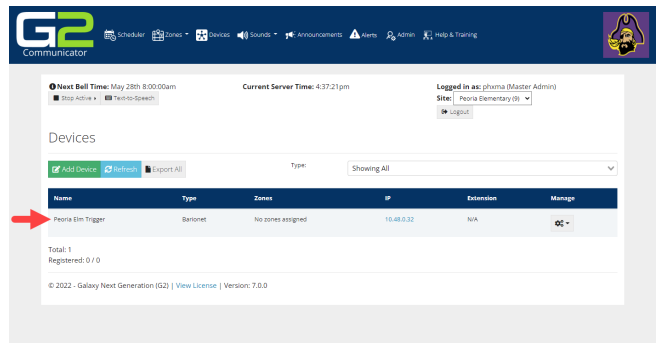 G2
Communicator
Scheduler Zones Devices Sounds Announcements Alerts Admin Help & Training
Next Bell Time: May 28th 8:00:00am Current Server Time: 4:37:21pm Logged in as: phxma (Master Admin)
Stop Active Text-to-Speech Site: Peoria Elementary (9)
Logout
Devices
Add Device Refresh Export All Type: Showing All
Name Type Zones IP Extension Manage
Peoria Elm Trigger Barionet No zones assigned 10.48.0.32 N/A
Total: 1
Registered: 0 / 0
© 2022 - Galaxy Next Generation (G2) | View License | Version: 7.0.0